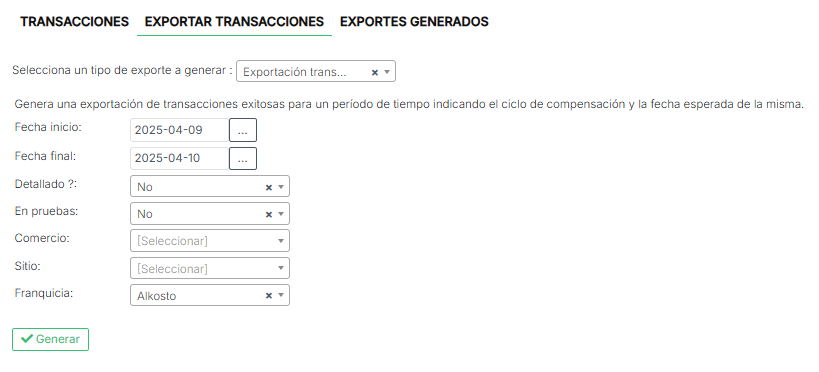 TRANSACCIONES EXPORTAR TRANSACCIONES EXPORTES GENERADOS
Selecciona un tipo de exporte a generar : Exportación trans... × 
Genera una exportación de transacciones exitosas para un período de tiempo indicando el ciclo de compensación y la fecha esperada de la misma.
Fecha inicio: 2025-04-09 ...
Fecha final: 2025-04-10 ...
Detallado ?: No ×
En pruebas: No ×
Comercio: [Seleccionar]
Sitio: [Seleccionar]
Franquicia: Alkosto ×
Generar